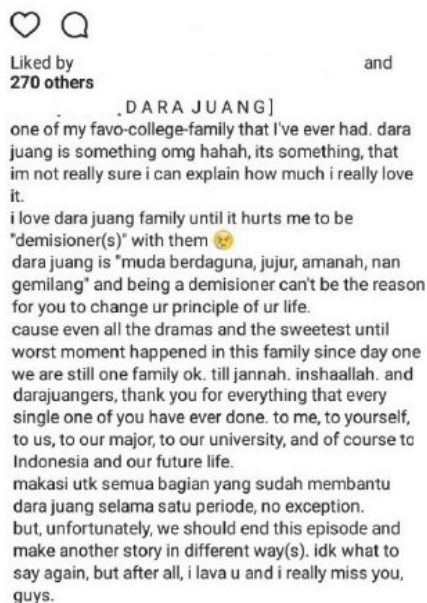 Liked by and
270 others
. .DARA JUANG]
one of my favo-college-family that I've ever had. dara
juang is something omg hahah, its something, that
im not really sure i can explain how much i really love
it.
i love dara juang family until it hurts me to be
"demisioner(s)" with them 😢
dara juang is "muda berdaguna, jujur, amanah, nan
gemilang" and being a demisioner can't be the reason
for you to change ur principle of ur life.
cause even all the dramas and the sweetest until
worst moment happened in this family since day one
we are still one family ok. till jannah. inshaallah. and
darajuangers, thank you for everything that every
single one of you have ever done. to me, to yourself,
to us, to our major, to our university, and of course to
Indonesia and our future life.
makasi utk semua bagian yang sudah membantu
dara juang selama satu periode, no exception.
but, unfortunately, we should end this episode and
make another story in different way(s). idk what to
say again, but after all, i lava u and i really miss you,
guys.